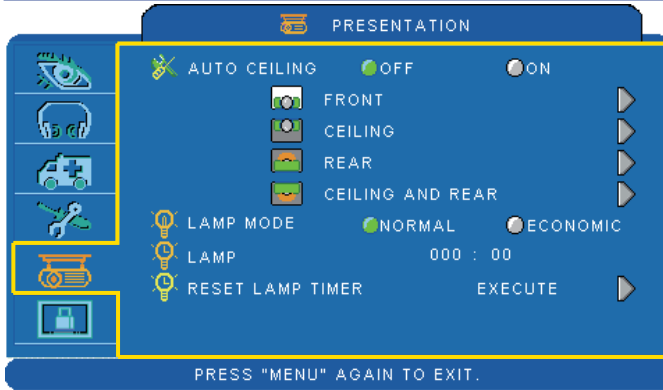 PRESENTATION
AUTO CEILING OFF ON
FRONT
CEILING
REAR
CEILING AND REAR
LAMP MODE NORMAL ECONOMIC
LAMP 000 : 00
RESET LAMP TIMER EXECUTE
PRESS "MENU" AGAIN TO EXIT.